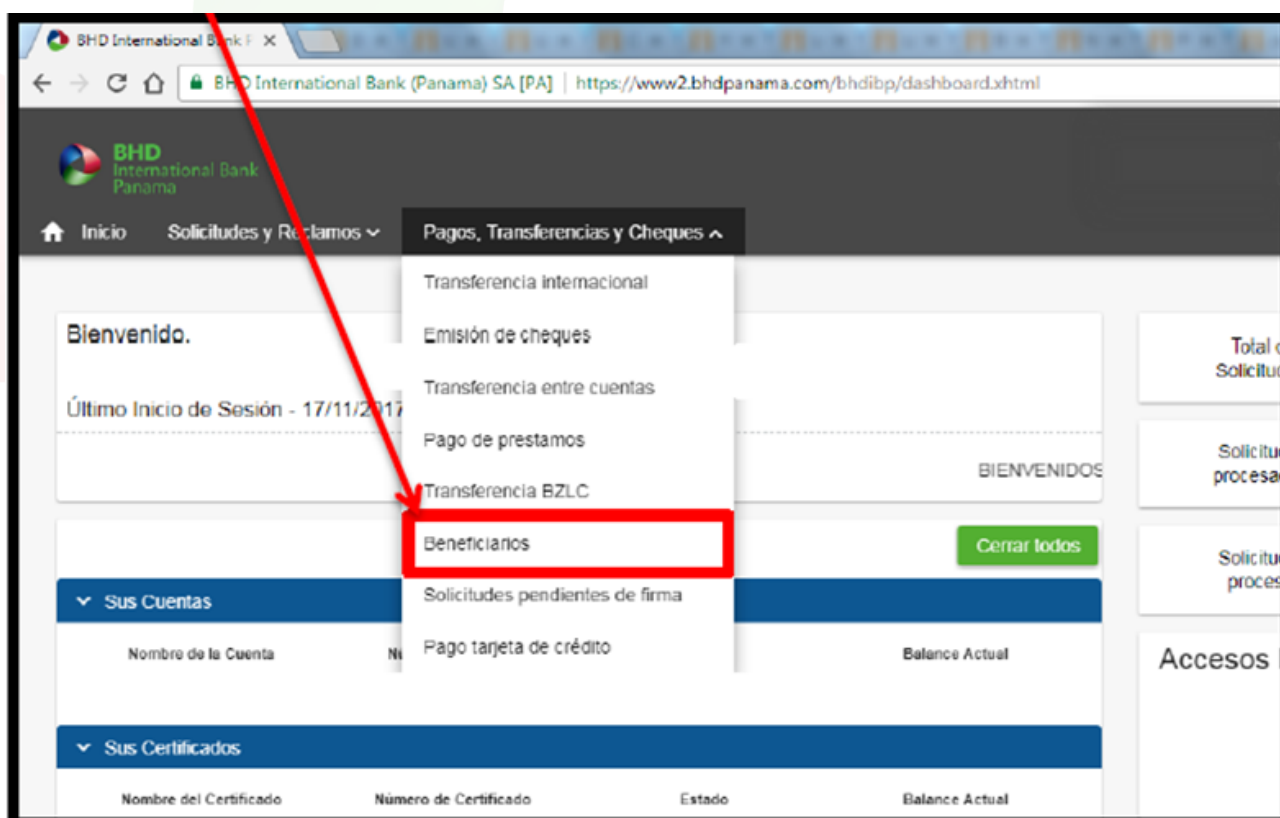 BHD International Bank P
BHD International Bank (Panama) SA [PA] | https://www2.bhdpanama.com/bhdibp/dashboard.xhtml
BHD
International Bank
Panama
Inicio Solicitudes y Reclamos Pagos, Transferencias y Cheques
Transferencia internacional
Emisión de cheques
Transferencia entre cuentas
Pago de prestamos
Transferencia BZLC
Beneficiarios
Solicitudes pendientes de firma
Pago tarjeta de crédito
Bienvenido.
Último Inicio de Sesión - 17/11/2017
BIENVENIDOS
Cerrar todos
Sus Cuentas
Nombre de la Cuenta Nú Balance Actual
Sus Certificados
Nombre del Certificado Número de Certificado Estado Balance Actual
Total
Solicitud
Solicitu
procesa
Solicitu
proces
Accesos